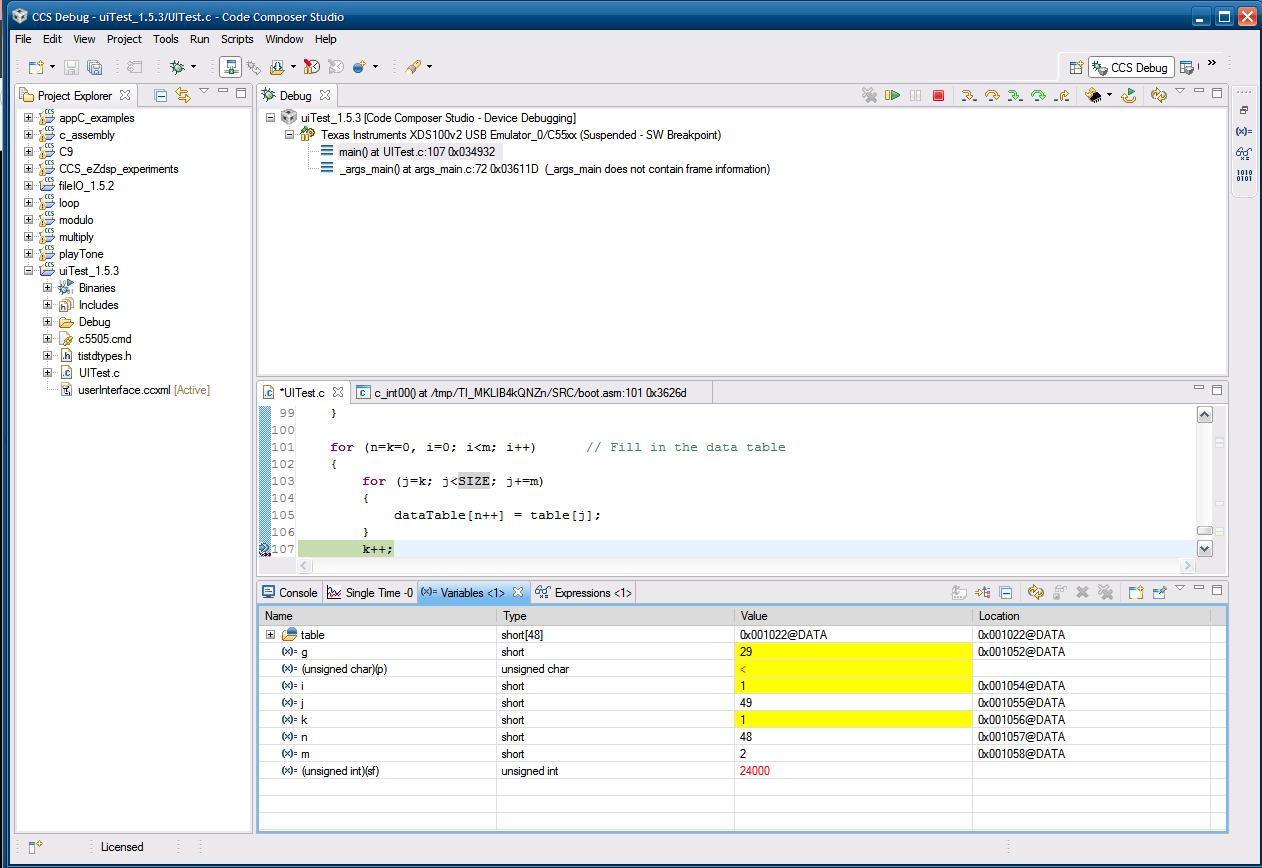 CCS Debug - uiTest_1.5.3/UITest.c - Code Composer Studio
File Edit View Project Tools Run Scripts Window Help
CCS Debug
Project Explorer
appC_examples
c_assembly
C9
CCS_eZdsp_experiments
fileIO_1.5.2
loop
modulo
multiply
playTone
uiTest_1.5.3
Binaries
Includes
Debug
c5505.cmd
tistdtypes.h
UITest.c
userInterface.ccxml [Active]
Debug
uiTest_1.5.3 [Code Composer Studio - Device Debugging]
Texas Instruments XDS100v2 USB Emulator_0/C55xx (Suspended - SW Breakpoint)
main() at UITest.c:107 0x034932
_args_main() at args_main.c:72 0x03611D (_args_main does not contain frame information)
*UITest.c c_int00() at /tmp/TI_MKLIB4kQNZn/SRC/boot.asm:101 0x3626d
99 }
100
101 for (n=k=0, i=0; i<m; i++) // Fill in the data table
102 {
103 for (j=k; j<SIZE; j+=m)
104 {
105 dataTable[n++] = table[j];
106 }
107 k++;
Console Single Time -0 (x)= Variables <1> Expressions <1>
Name Type Value Location
table short[48] 0x001022@DATA 0x001022@DATA
(x)= g short 29 0x001052@DATA
(x)= (unsigned char)(p) unsigned char <
(x)= i short 1 0x001054@DATA
(x)= j short 49 0x001055@DATA
(x)= k short 1 0x001056@DATA
(x)= n short 48 0x001057@DATA
(x)= m short 2 0x001058@DATA
(x)= (unsigned int)(sf) unsigned int 24000
Licensed